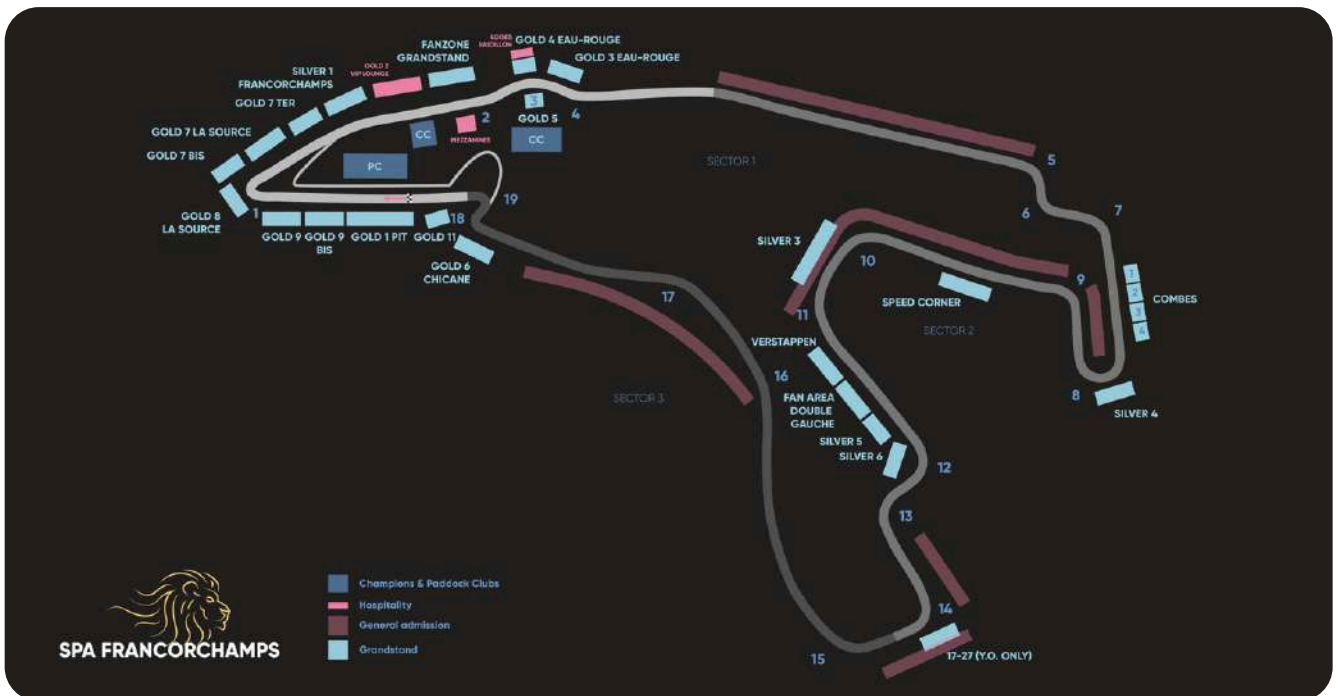 GOLD 4 EAU-ROUGE
GOLD 3 EAU-ROUGE
FANZONE
GRANDSTAND
GOLD 2
VIP LOUNGE
SILVER 1
FRANCORCHAMPS
GOLD 7 TER
GOLD 7 LA SOURCE
GOLD 7 BIS
GOLD 8
LA SOURCE
CC
PC
MEZZANINES
2
3
GOLD 5
CC
4
SECTOR 1
5
6
7
1
GOLD 9
GOLD 9
BIS
GOLD 1 PIT
GOLD 11
18
19
GOLD 6
CHICANE
SILVER 3
10
SPEED CORNER
9
1
2
3
4
COMBES
SECTOR 2
8
SILVER 4
11
VERSTAPPEN
16
FAN AREA
DOUBLE
GAUCHE
SILVER 5
SILVER 6
17
SECTOR 3
12
13
14
15
17-27 (Y.O. ONLY)
SPA FRANCORCHAMPS
Champions & Paddock Clubs
Hospitality
General admission
Grandstand